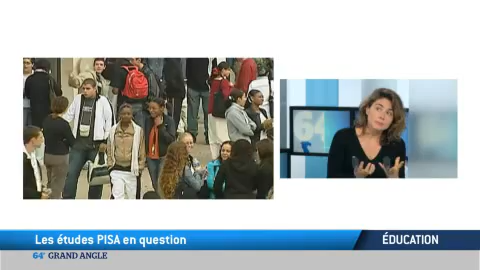 64'
Les études PISA en question
ÉDUCATION
64' GRAND ANGLE